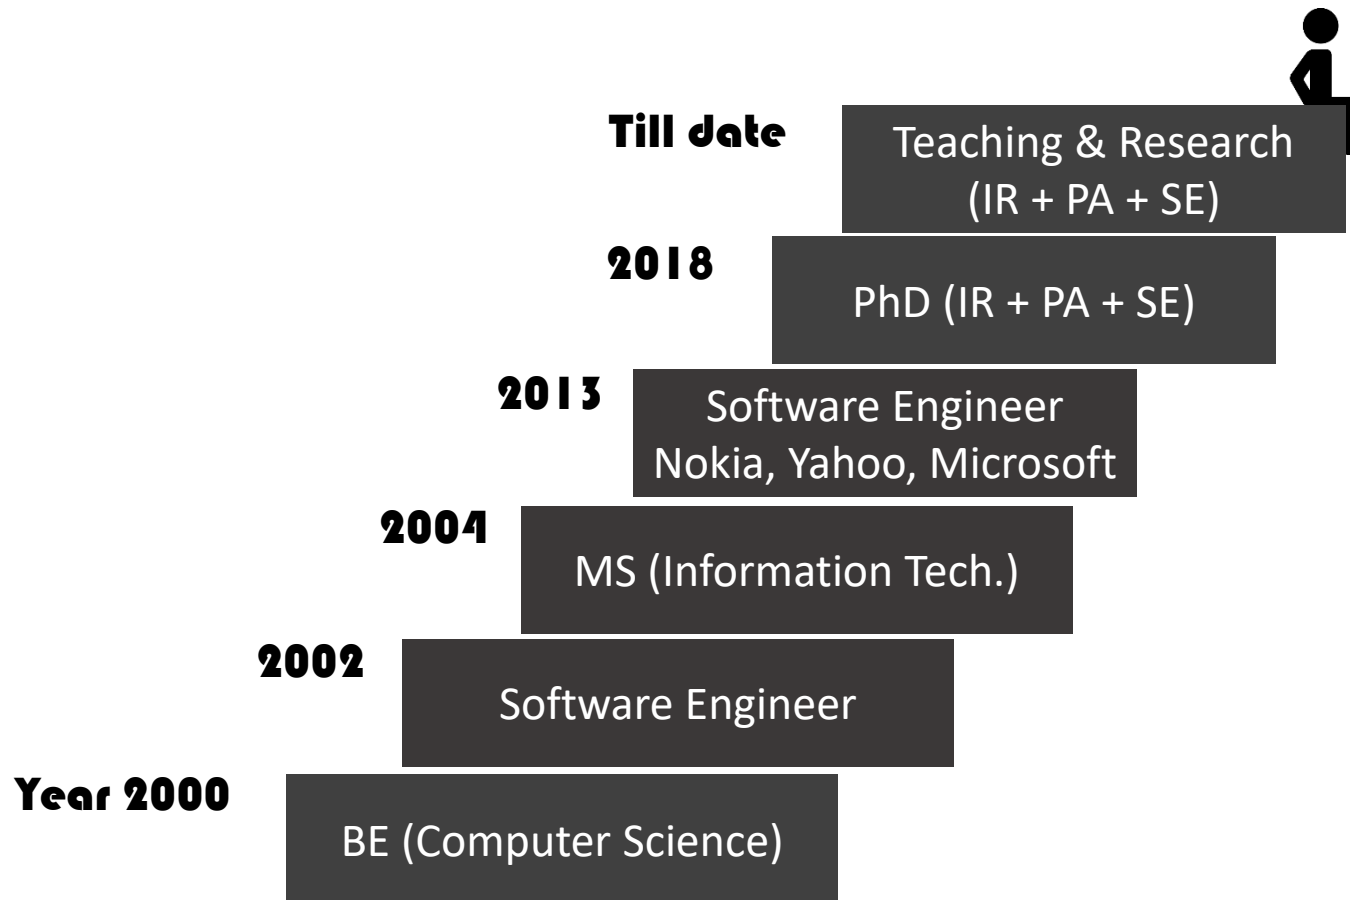 Till date
Teaching & Research
(IR + PA + SE)
2018
PhD (IR + PA + SE)
2013
Software Engineer
Nokia, Yahoo, Microsoft
2004
MS (Information Tech.)
2002
Software Engineer
Year 2000
BE (Computer Science)